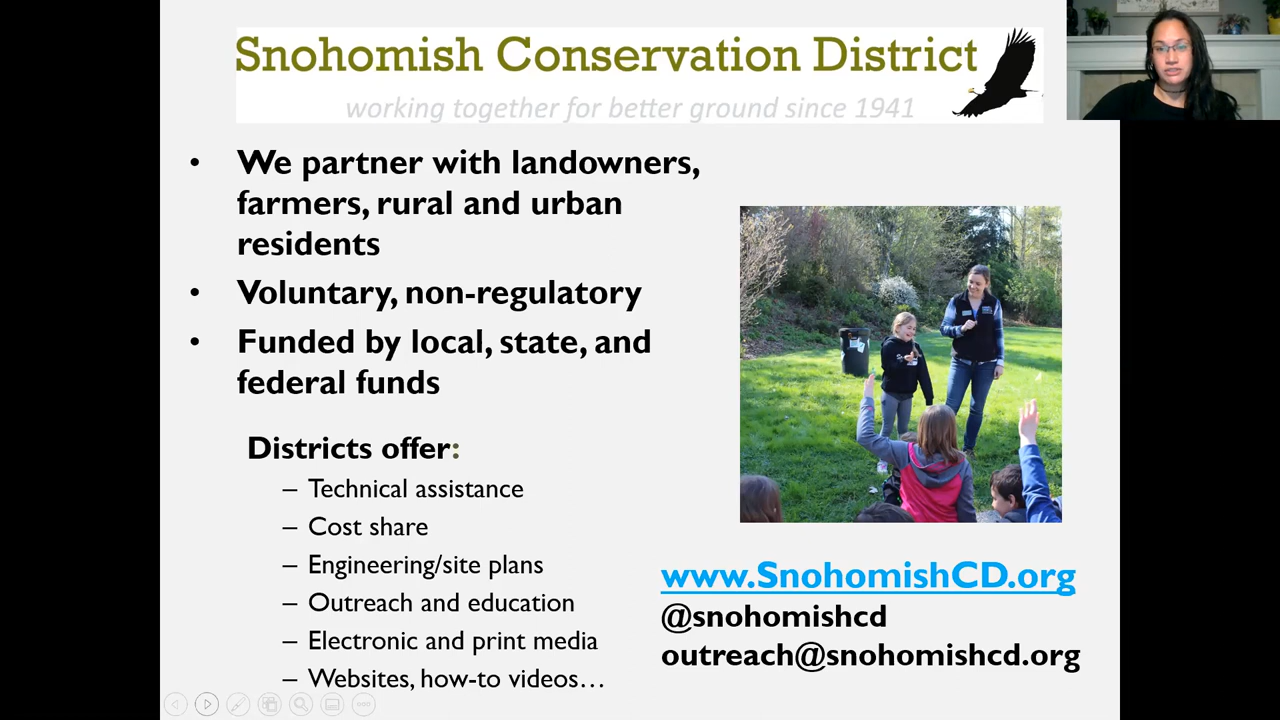 Snohomish Conservation District
working together for better ground since 1941
• We partner with landowners,
farmers, rural and urban
residents
• Voluntary, non-regulatory
• Funded by local, state, and
federal funds
Districts offer:
– Technical assistance
– Cost share
– Engineering/site plans
– Outreach and education
– Electronic and print media
– Websites, how-to videos…
www.SnohomishCD.org
@snohomishcd
outreach@snohomishcd.org